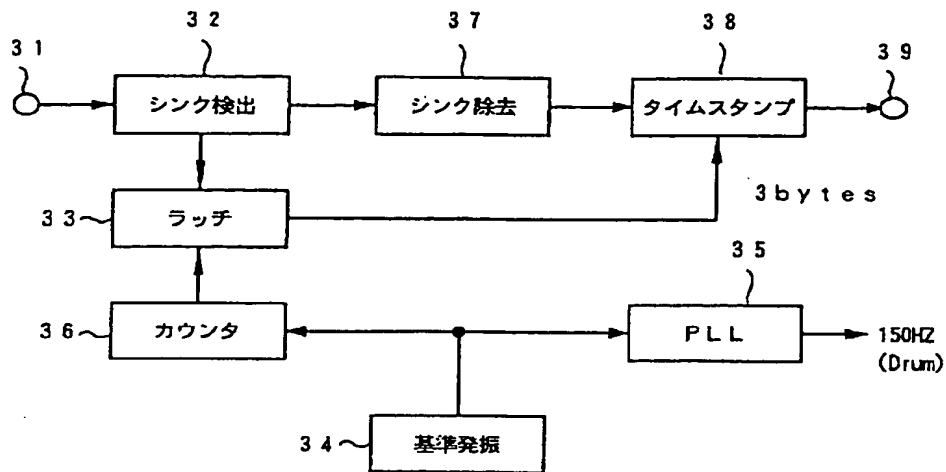 32
37
38
31
39
シンク検出
シンク除去
タイムスタンプ
3bytes
33
ラッチ
35
36
カウンタ
PLL
150HZ
(Drum)
34
基準発振